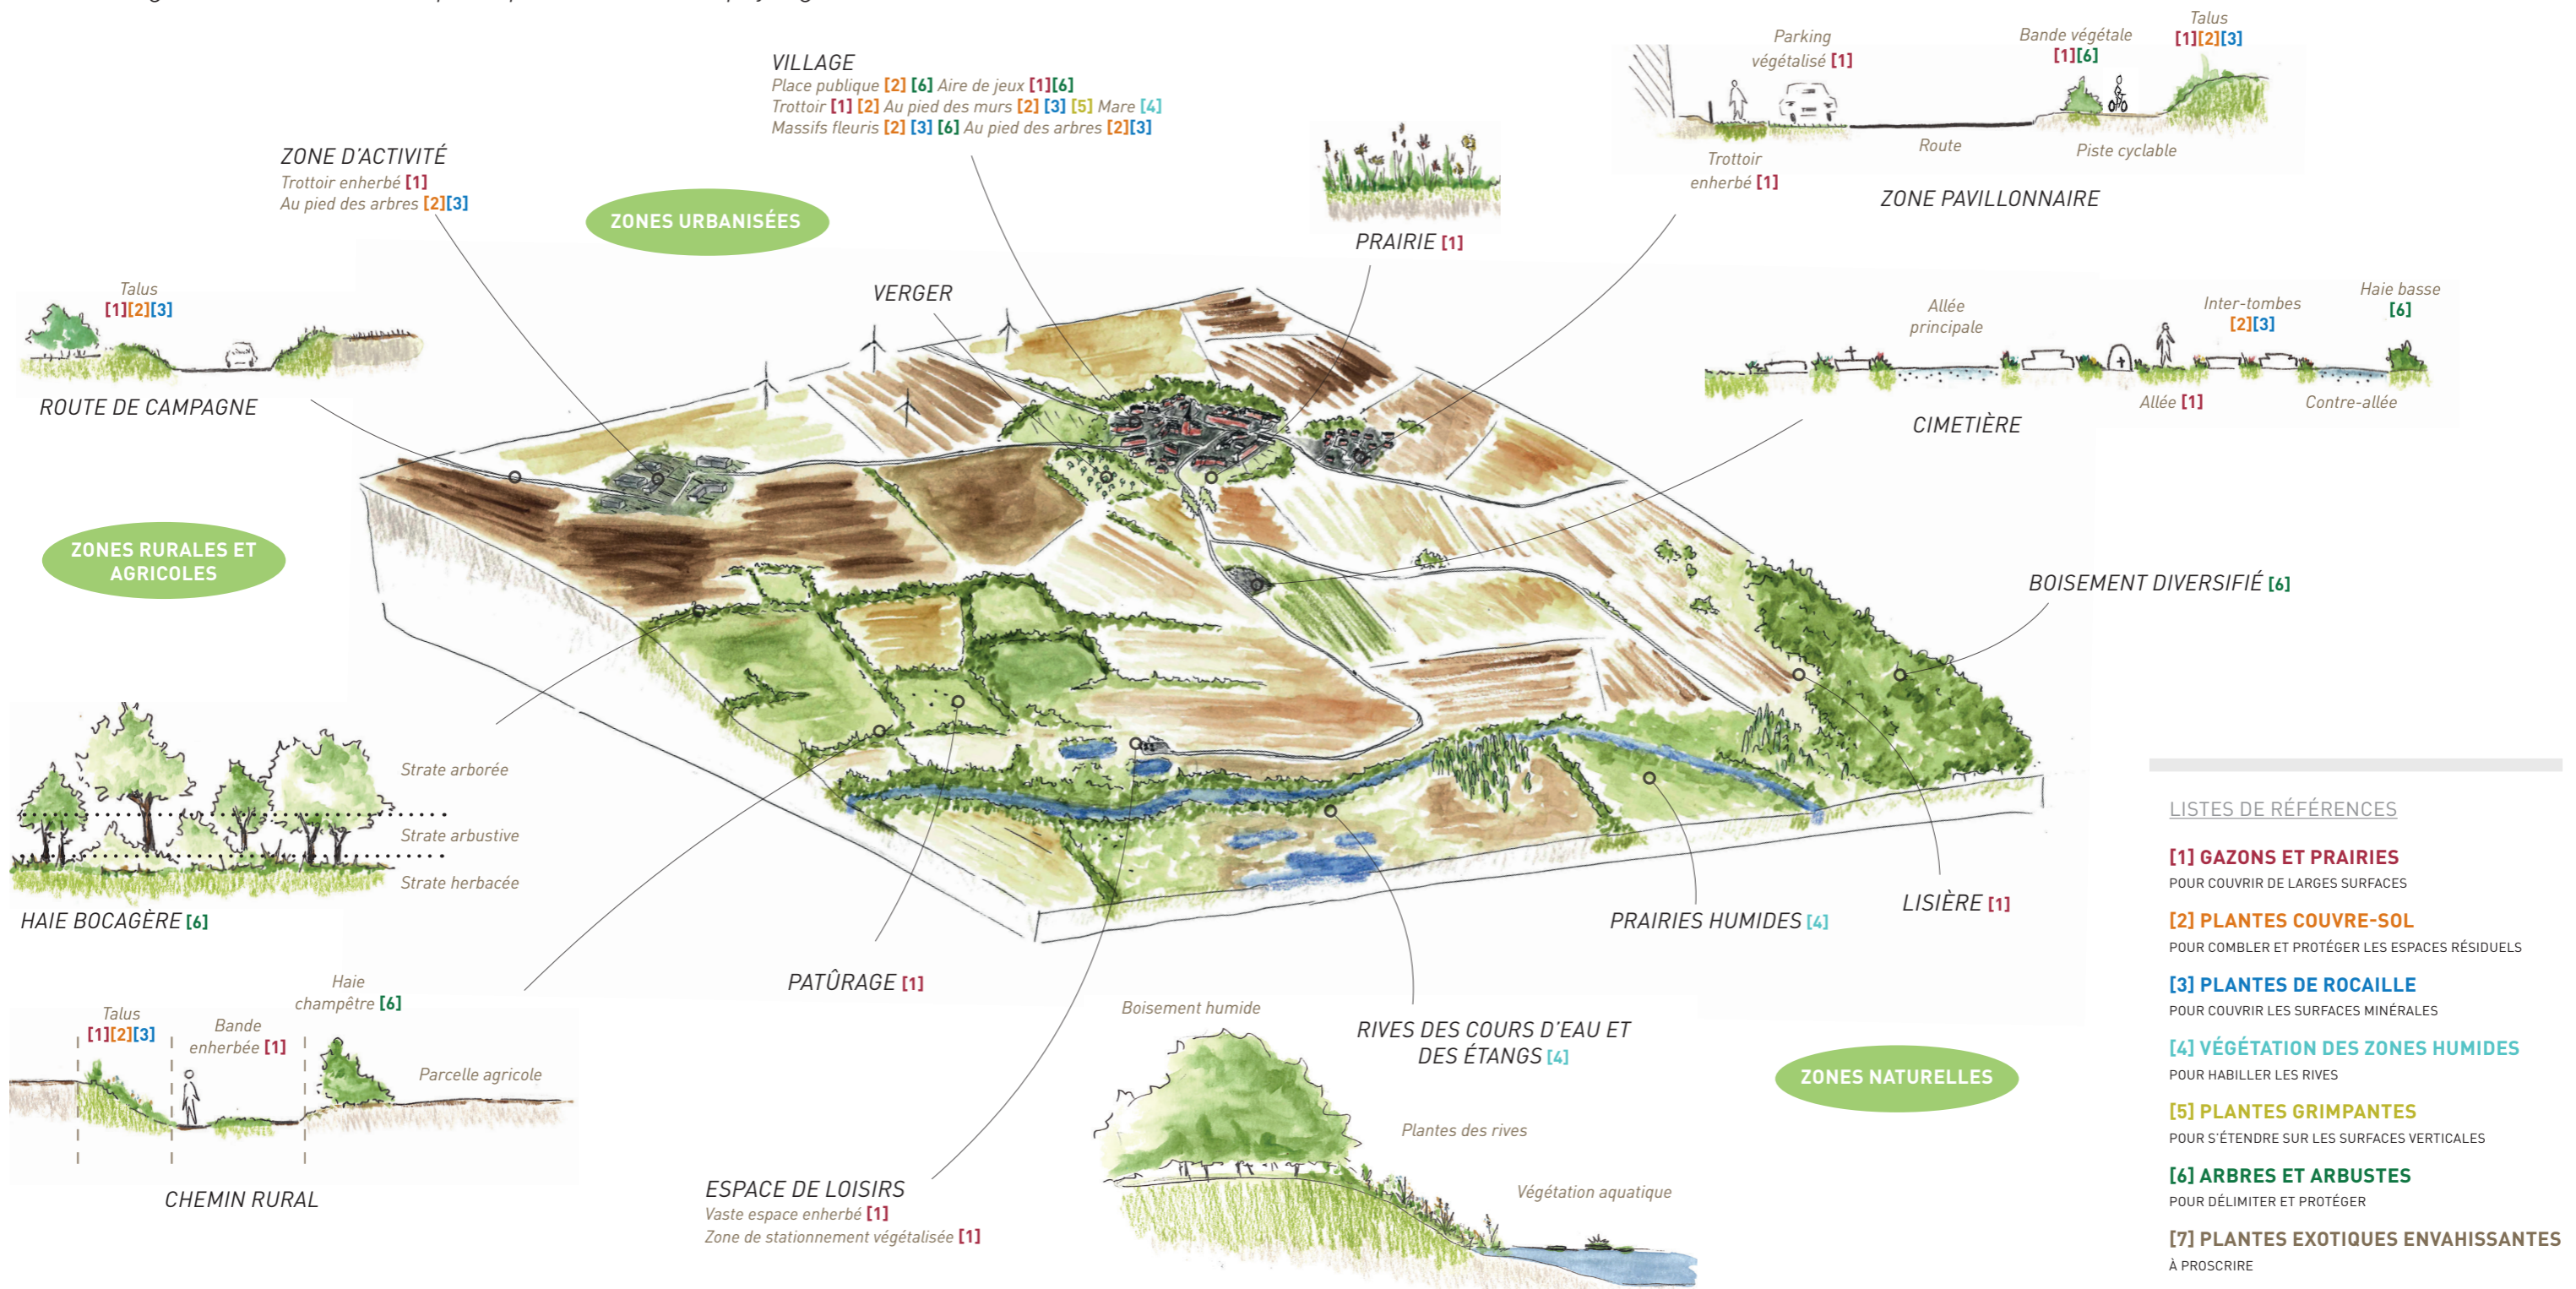 VILLAGE
Place publique [2] [6] Aire de jeux [1][6]
Trottoir [1] [2] Au pied des murs [2] [3] [5] Mare [4]
Massifs fleuris [2] [3] [6] Au pied des arbres [2][3]
ZONE D'ACTIVITÉ
Trottoir enherbé [1]
Au pied des arbres [2][3]
ZONES URBANISÉES
PRAIRIE [1]
Parking
végétalisé [1]
Bande végétale
[1][6]
Talus
[1][2][3]
Trottoir
enherbé [1]
Route
Piste cyclable
ZONE PAVILLONNAIRE
VERGER
Talus
[1][2][3]
ROUTE DE CAMPAGNE
Allée
principale
Inter-tombes
[2][3]
Haie basse
[6]
Allée [1]
Contre-allée
CIMETIÈRE
ZONES RURALES ET
AGRICOLES
BOISEMENT DIVERSIFIÉ [6]
Strate arborée
Strate arbustive
Strate herbacée
HAIE BOCAGÈRE [6]
PATÛRAGE [1]
PRAIRIES HUMIDES [4]
LISIÈRE [1]
Talus
[1][2][3]
Bande
enherbée [1]
Haie
champêtre [6]
Parcelle agricole
CHEMIN RURAL
ESPACE DE LOISIRS
Vaste espace enherbé [1]
Zone de stationnement végétalisée [1]
Boisement humide
RIVES DES COURS D'EAU ET
DES ÉTANGS [4]
Plantes des rives
Végétation aquatique
ZONES NATURELLES
LISTES DE RÉFÉRENCES
[1] GAZONS ET PRAIRIES
POUR COUVRIR DE LARGES SURFACES
[2] PLANTES COUVRE-SOL
POUR COMBLER ET PROTÉGER LES ESPACES RÉSIDUELS
[3] PLANTES DE ROCAILLE
POUR COUVRIR LES SURFACES MINÉRALES
[4] VÉGÉTATION DES ZONES HUMIDES
POUR HABILLER LES RIVES
[5] PLANTES GRIMPANTES
POUR S'ÉTENDRE SUR LES SURFACES VERTICALES
[6] ARBRES ET ARBUSTES
POUR DÉLIMITER ET PROTÉGER
[7] PLANTES EXOTIQUES ENVAHISSANTES
À PROSCRIRE